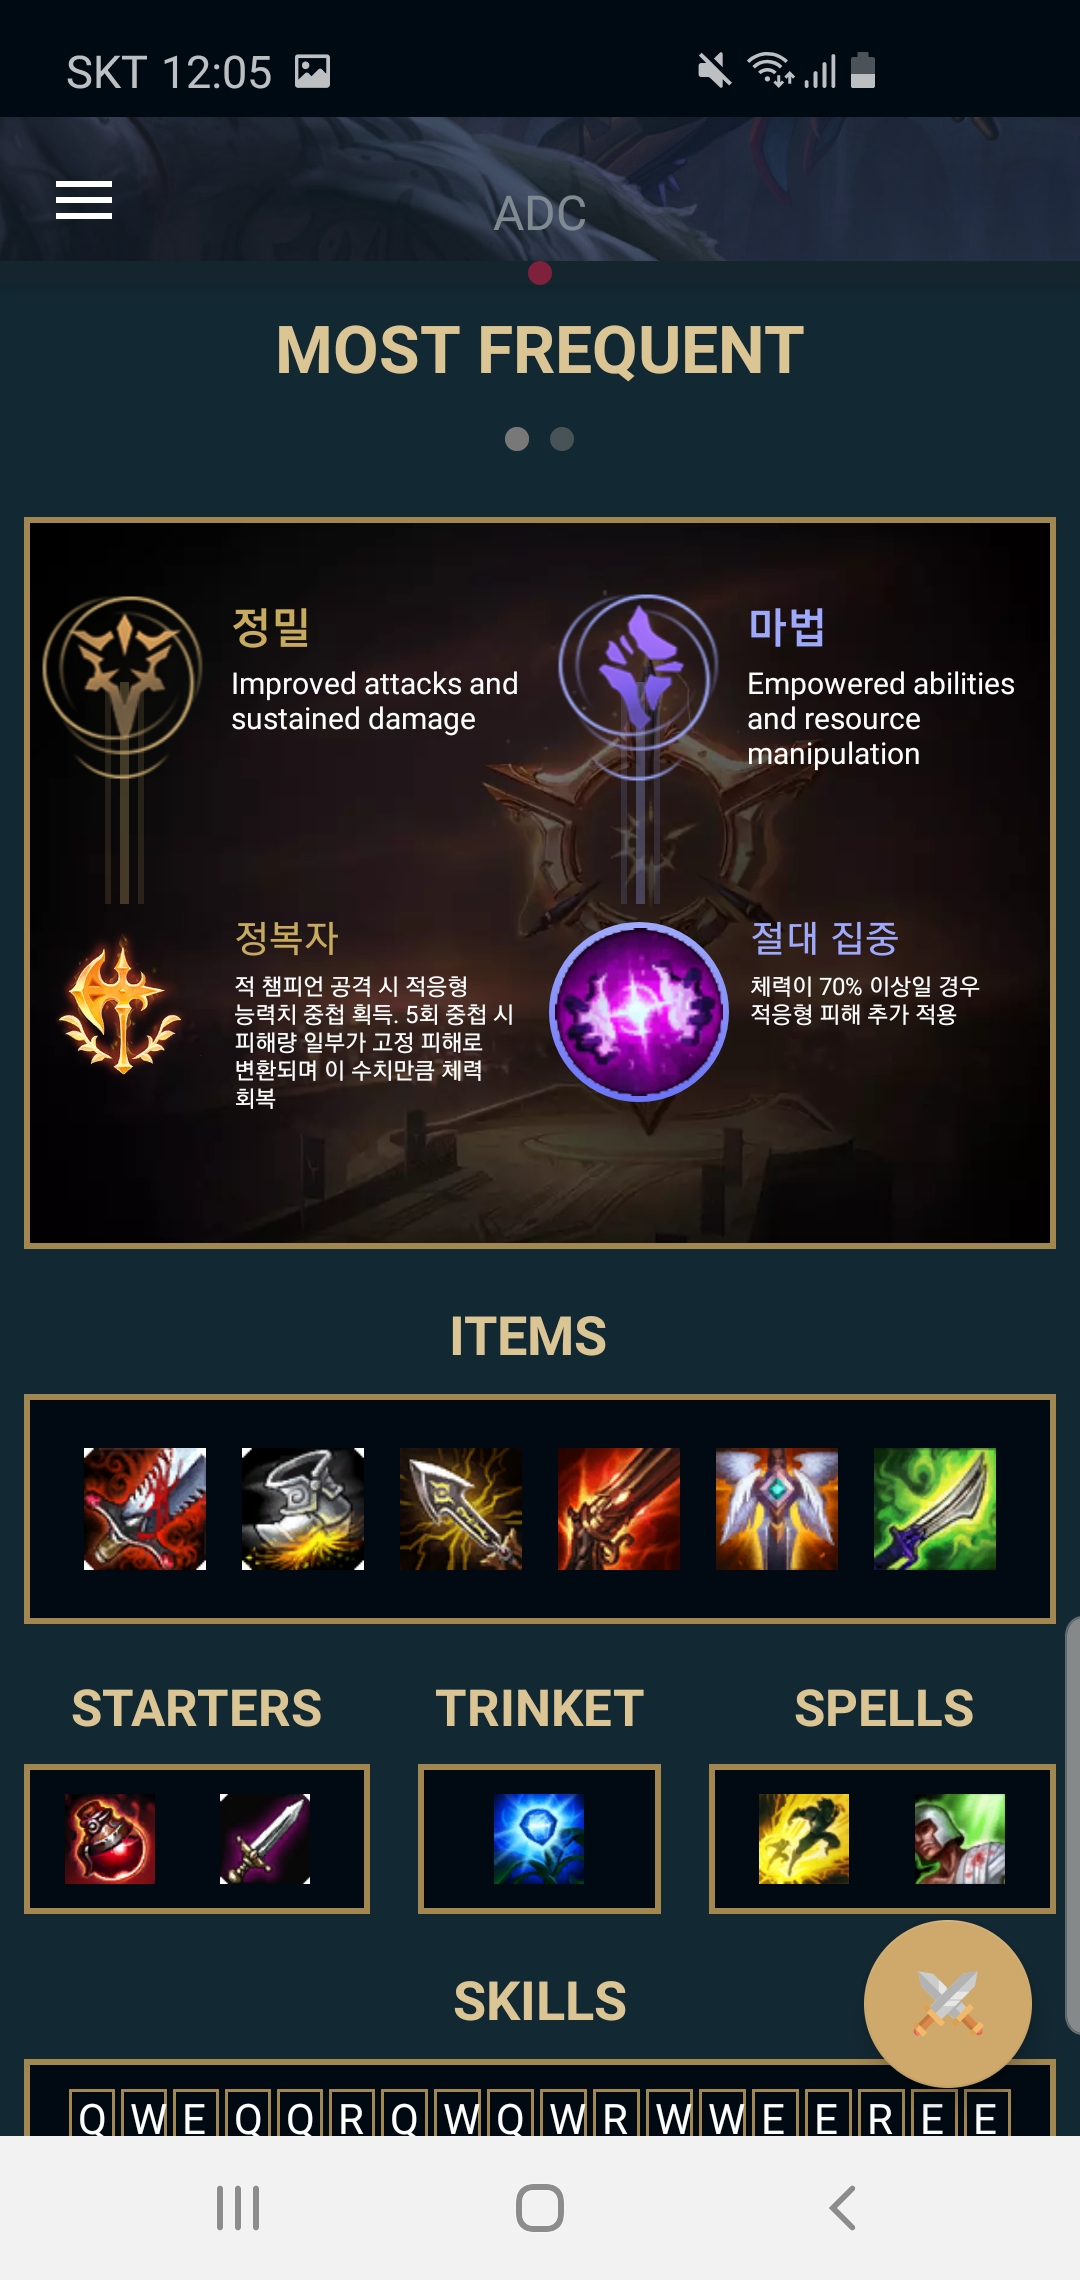 SKT 12:05
ADC
MOST FREQUENT
정밀
Improved attacks and
sustained damage
마법
Empowered abilities
and resource
manipulation
정복자
적 챔피언 공격 시 적응형
능력치 중첩 획득. 5회 중첩 시
피해량 일부가 고정 피해로
변환되며 이 수치만큼 체력
회복
절대 집중
체력이 70% 이상일 경우
적응형 피해 추가 적용
ITEMS
STARTERS TRINKET SPELLS
SKILLS
Q W E Q Q R Q W Q W R W W E E R E E